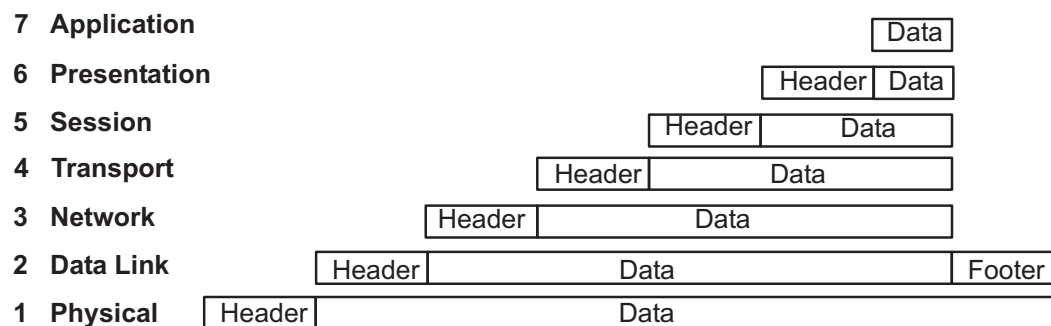 7 Application Data
6 Presentation Header Data
5 Session Header Data
4 Transport Header Data
3 Network Header Data
2 Data Link Header Data Footer
1 Physical Header Data